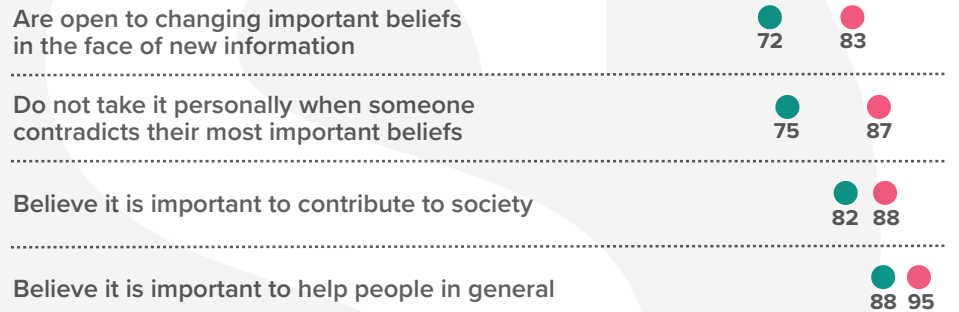 Are open to changing important beliefs
in the face of new information
72 83
Do not take it personally when someone
contradicts their most important beliefs
75 87
Believe it is important to contribute to society
82 88
Believe it is important to help people in general
88 95